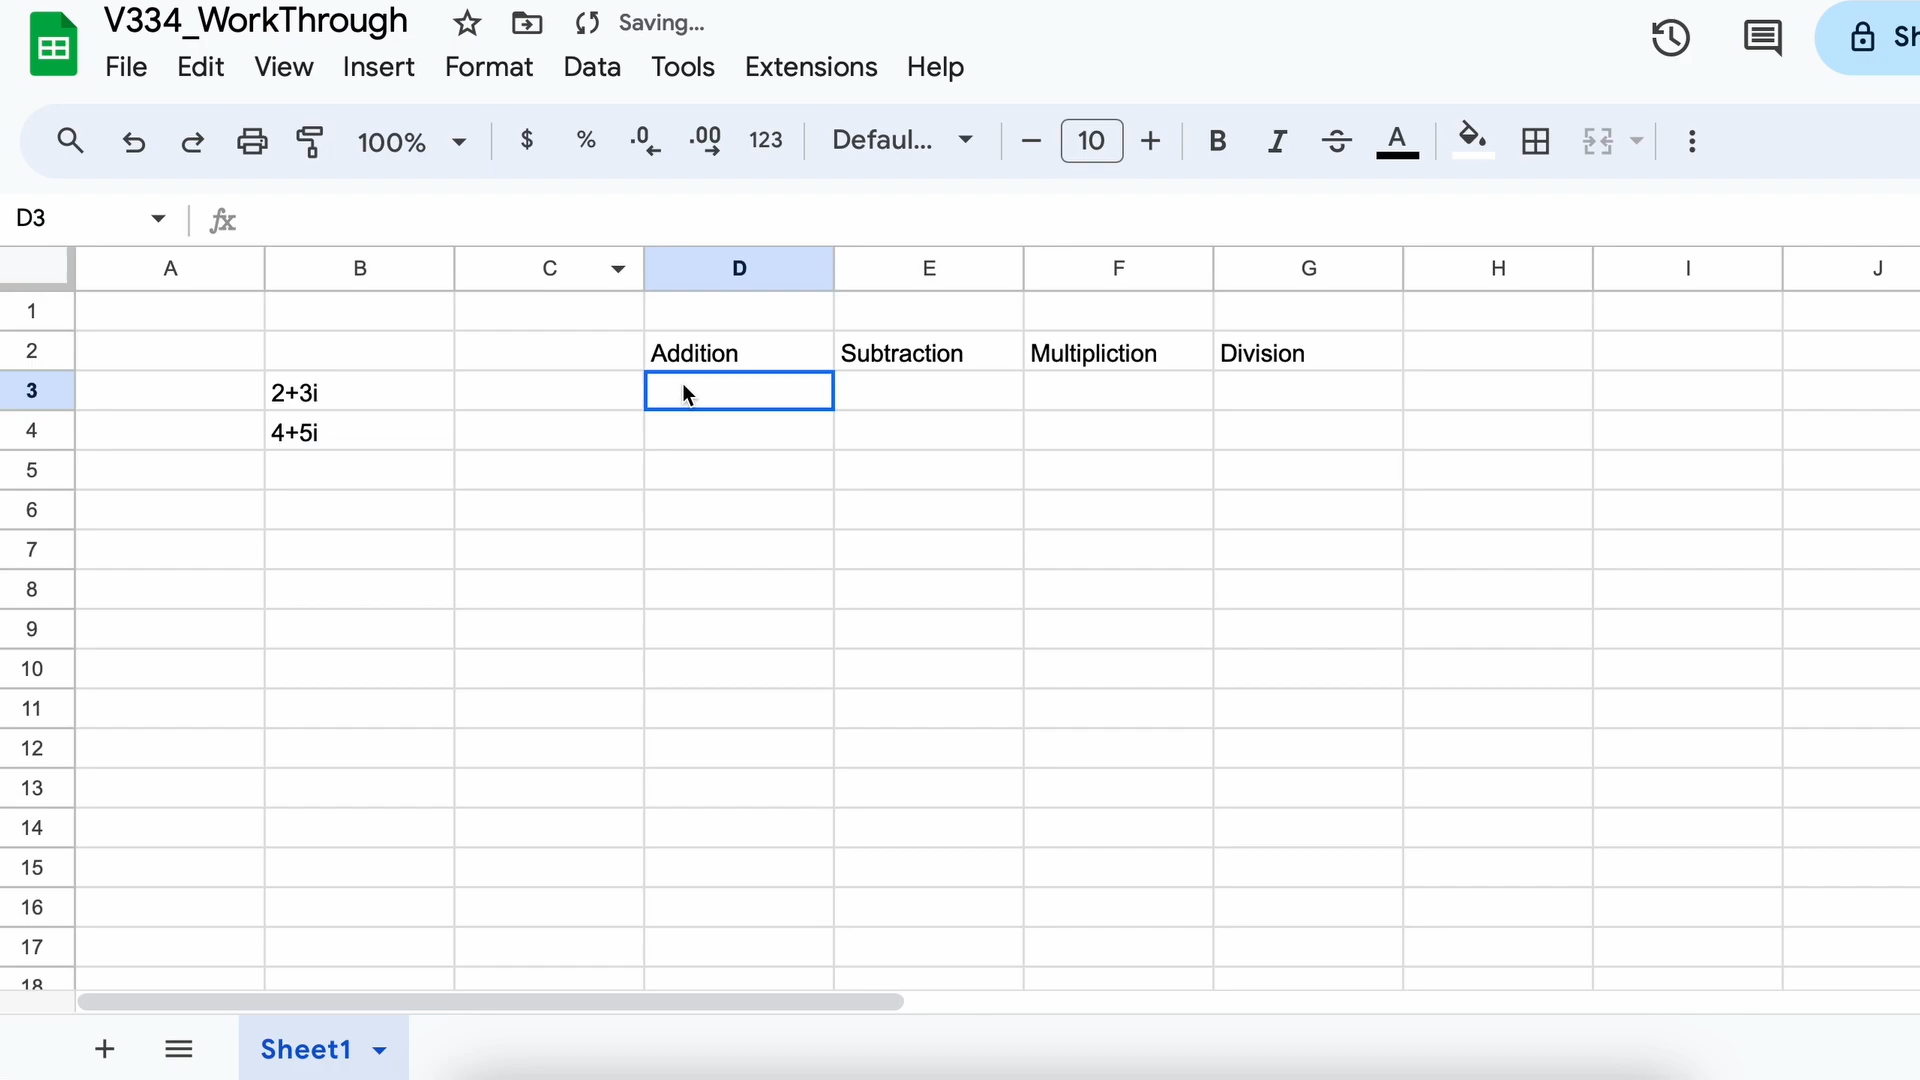 V334_WorkThrough Saving...
File Edit View Insert Format Data Tools Extensions Help
100% $ % .0 .00 123 Defaul... 10 B I A
D3 fx
A B C D E F G H I J
1
2 Addition Subtraction Multipliction Division
3 2+3i
4 4+5i
5
6
7
8
9
10
11
12
13
14
15
16
17
18
Sheet1